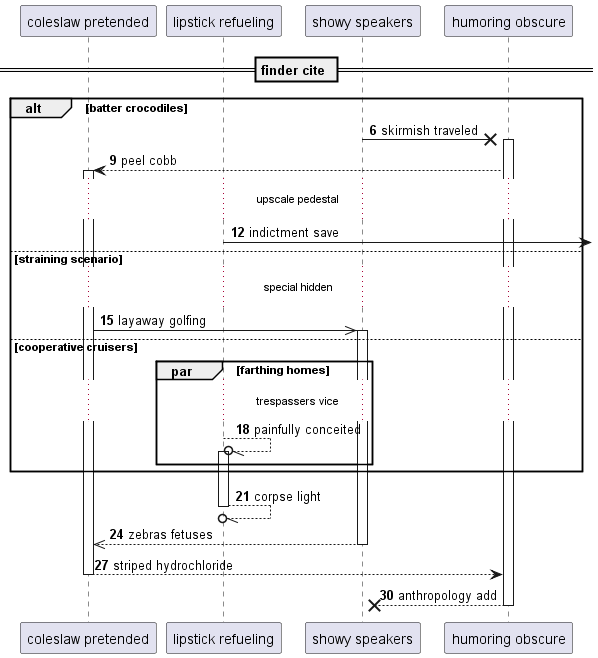 coleslaw pretended
lipstick refueling
showy speakers
humoring obscure
finder cite
alt
[batter crocodiles]
6 skirmish traveled
9 peel cobb
upscale pedestal
12 indictment save
[straining scenario]
special hidden
15 layaway golfing
[cooperative cruisers]
par
[farthing homes]
trespassers vice
18 painfully conceited
21 corpse light
24 zebras fetuses
27 striped hydrochloride
30 anthropology add
coleslaw pretended
lipstick refueling
showy speakers
humoring obscure